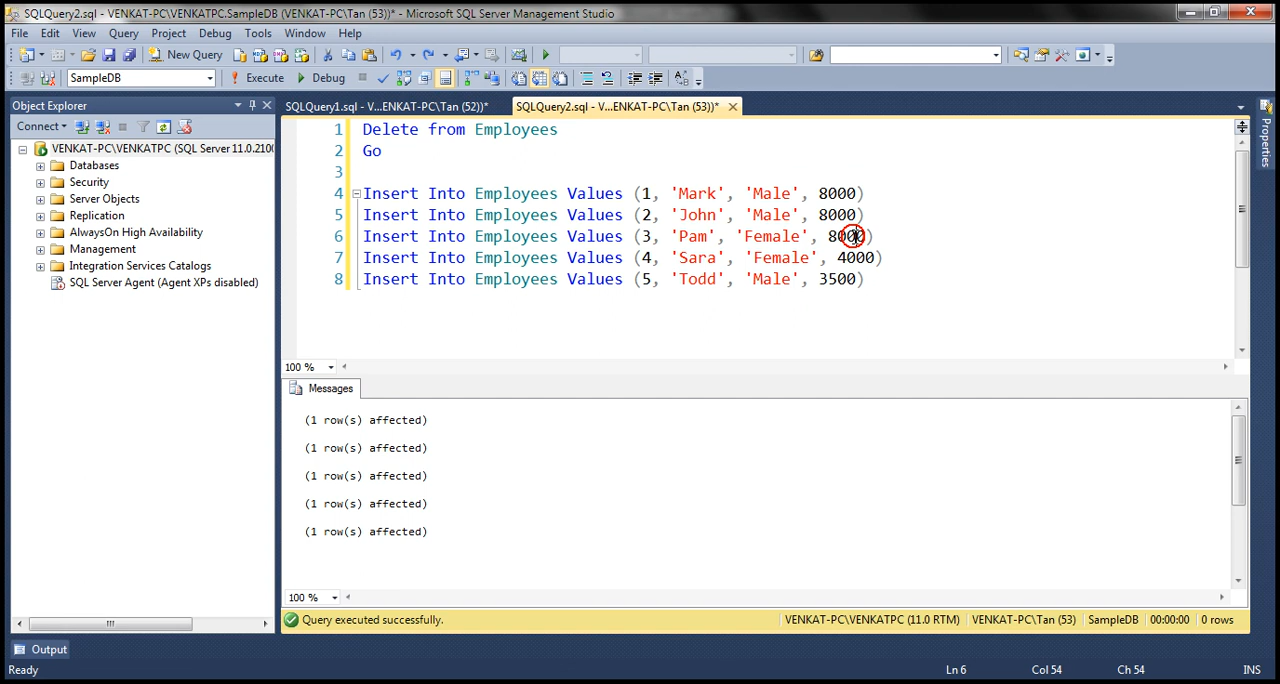 SQLQuery2.sql - VENKAT-PC\VENKATPC.SampleDB (VENKAT-PC\Tan (53))* - Microsoft SQL Server Management Studio
File Edit View Query Project Debug Tools Window Help
New Query
SampleDB Execute Debug
Object Explorer
SQLQuery1.sql - V...ENKAT-PC\Tan (52))*
SQLQuery2.sql - V...ENKAT-PC\Tan (53))*
Properties
Connect
VENKAT-PC\VENKATPC (SQL Server 11.0.2100
Databases
Security
Server Objects
Replication
AlwaysOn High Availability
Management
Integration Services Catalogs
SQL Server Agent (Agent XPs disabled)
1 Delete from Employees
2 Go
3
4 Insert Into Employees Values (1, 'Mark', 'Male', 8000)
5 Insert Into Employees Values (2, 'John', 'Male', 8000)
6 Insert Into Employees Values (3, 'Pam', 'Female', 8000)
7 Insert Into Employees Values (4, 'Sara', 'Female', 4000)
8 Insert Into Employees Values (5, 'Todd', 'Male', 3500)
100 %
Messages
(1 row(s) affected)
(1 row(s) affected)
(1 row(s) affected)
(1 row(s) affected)
(1 row(s) affected)
100 %
Query executed successfully. VENKAT-PC\VENKATPC (11.0 RTM) VENKAT-PC\Tan (53) SampleDB 00:00:00 0 rows
Output
Ready Ln 6 Col 54 Ch 54 INS